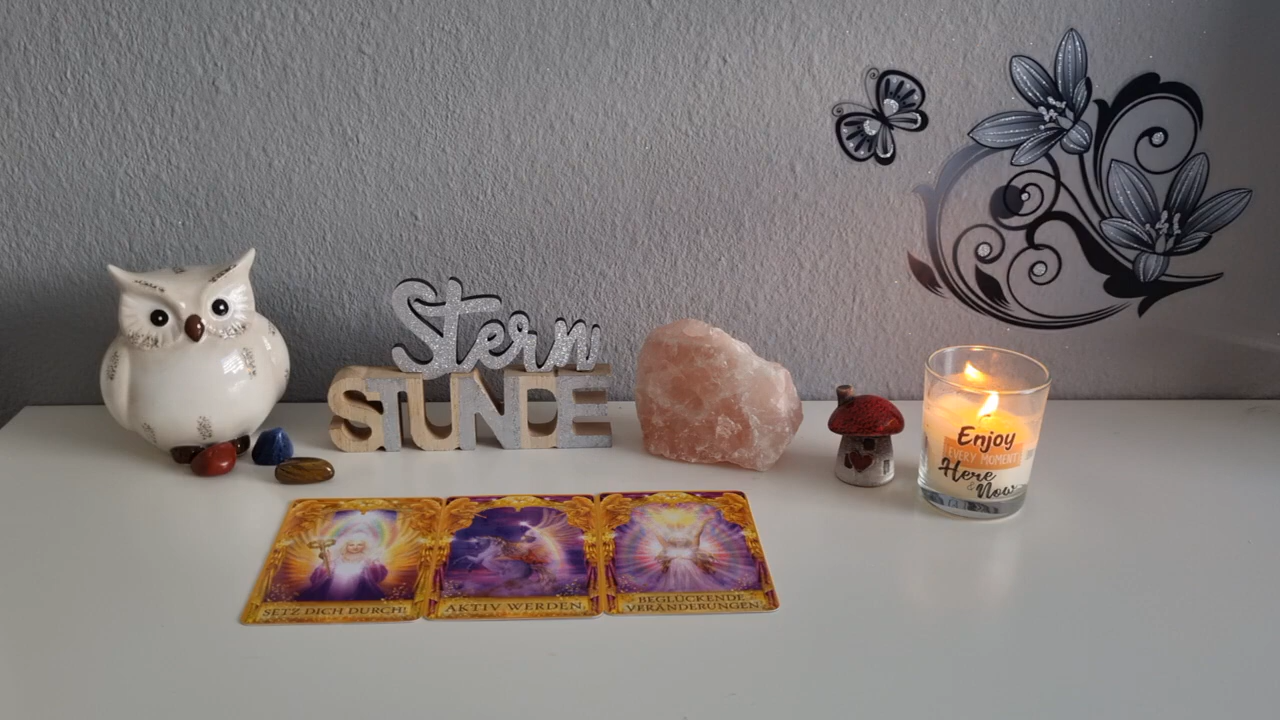 Stern
STUNDE
Enjoy
EVERY MOMENT
Here
& Now
SETZ DICH DURCH!
AKTIV WERDEN
BEGLÜCKENDE
VERÄNDERUNGEN